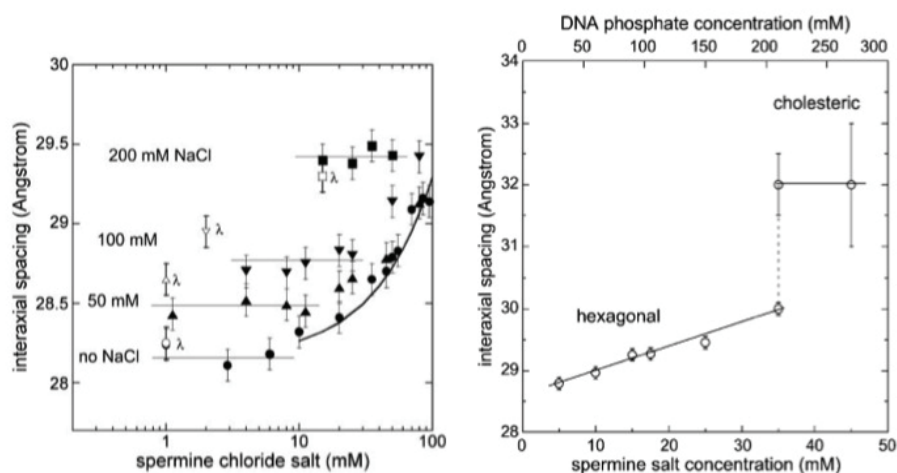 30
29.5
29
28.5
28
interaxial spacing (Angstrom)
200 mM NaCl
λ
100 mM
λ
λ
50 mM
λ
no NaCl
1
10
100
spermine chloride salt (mM)
DNA phosphate concentration (mM)
0 50 100 150 200 250 300
34
33
32
31
30
29
28
interaxial spacing (Angstrom)
cholesteric
hexagonal
0 10 20 30 40 50
spermine salt concentration (mM)